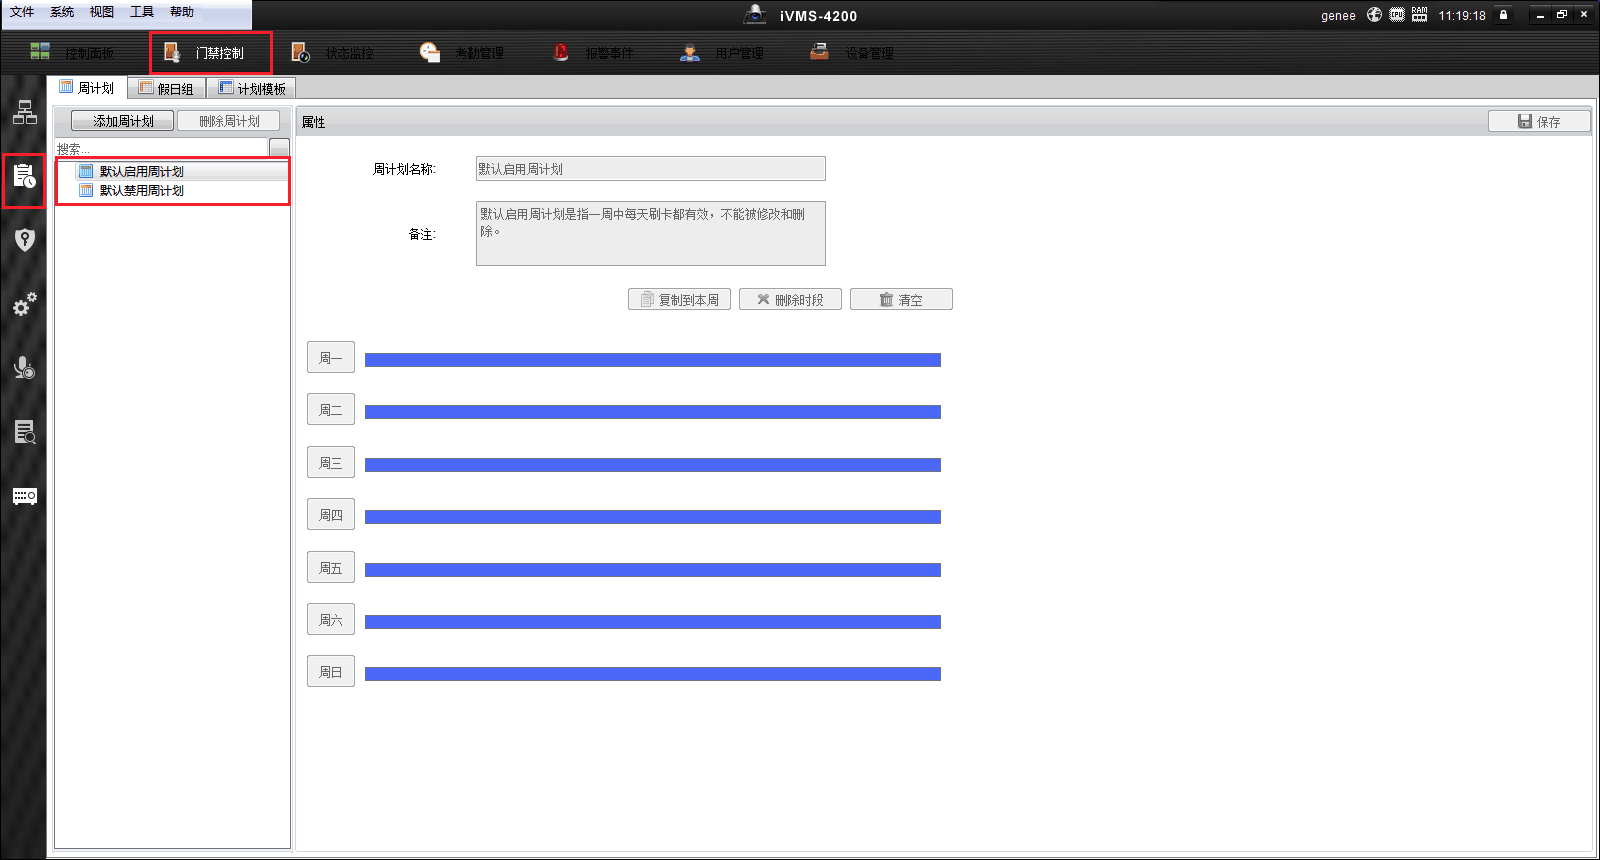 文件 系统 视图 工具 帮助
iVMS-4200
genee CPU RAM 11:19:18
控制面板 门禁控制 状态监控 考勤管理 报警事件 用户管理 设备管理
周计划 假日组 计划模板
添加周计划 删除周计划
属性
保存
搜索...
默认启用周计划
默认禁用周计划
周计划名称: 默认启用周计划
备注: 默认启用周计划是指一周中每天刷卡都有效，不能被修改和删
除。
复制到本周 删除时段 清空
周一
周二
周三
周四
周五
周六
周日